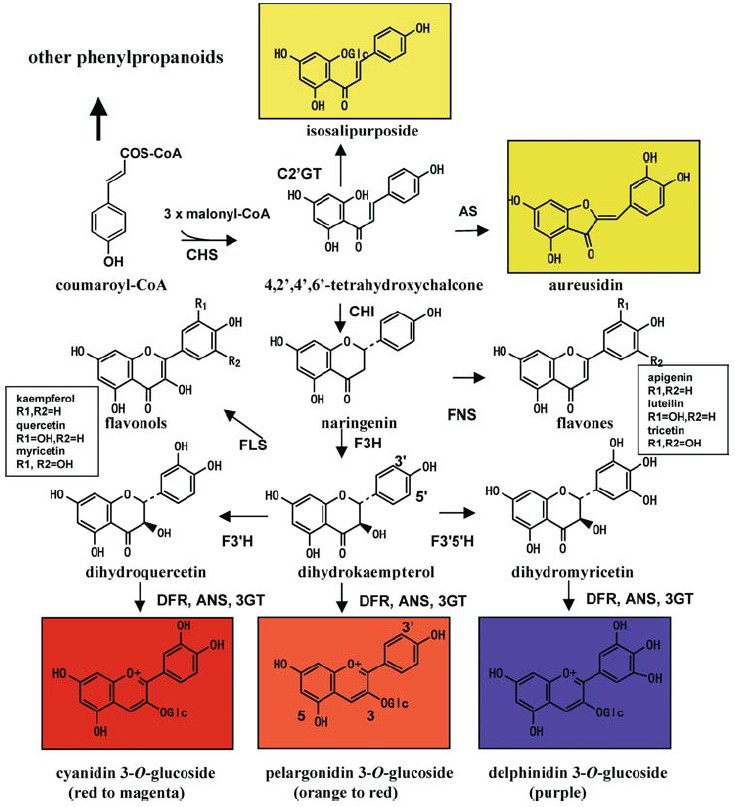 other phenylpropanoids
HO
OGlc
OH
OH
O
isosalipurposide
COS-CoA
OH
coumaroyl-CoA
3 x malonyl-CoA
CHS
C2'GT
HO
OH
OH
OH
O
4,2',4',6'-tetrahydroxychalcone
AS
HO
O
OH
OH
OH
O
aureusidin
CHI
R1
OH
R2
HO
O
OH
OH
O
flavonols
kaempferol
R1,R2=H
quercetin
R1=OH,R2=H
myricetin
R1, R2=OH
HO
O
OH
OH
O
naringenin
FNS
R1
OH
R2
HO
O
OH
O
flavones
apigenin
R1,R2=H
luteilin
R1=OH,R2=H
tricetin
R1,R2=OH
FLS
F3H
OH
OH
HO
O
OH
OH
O
dihydroquercetin
F3'H
3'
OH
5'
HO
O
OH
OH
O
dihydrokaempterol
F3'5'H
OH
OH
OH
HO
O
OH
OH
O
dihydromyricetin
DFR, ANS, 3GT
DFR, ANS, 3GT
DFR, ANS, 3GT
OH
OH
HO
O+
OGlc
OH
3'
OH
HO
O+
OGlc
5
3
OH
OH
OH
OH
HO
O+
OGlc
OH
cyanidin 3-O-glucoside
(red to magenta)
pelargonidin 3-O-glucoside
(orange to red)
delphinidin 3-O-glucoside
(purple)